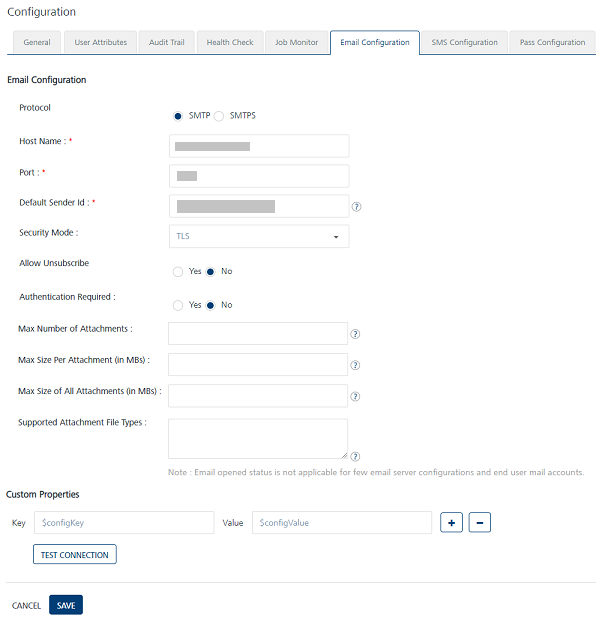 Configuration
General User Attributes Audit Trail Health Check Job Monitor Email Configuration SMS Configuration Pass Configuration
Email Configuration
Protocol
SMTP SMTPS
Host Name : *
Port : *
Default Sender Id : *
?
Security Mode :
TLS
Allow Unsubscribe
Yes No
Authentication Required :
Yes No
Max Number of Attachments :
?
Max Size Per Attachment (in MBs) :
?
Max Size of All Attachments (in MBs) :
?
Supported Attachment File Types :
?
Note : Email opened status is not applicable for few email server configurations and end user mail accounts.
Custom Properties
Key $configKey Value $configValue + −
TEST CONNECTION
CANCEL SAVE